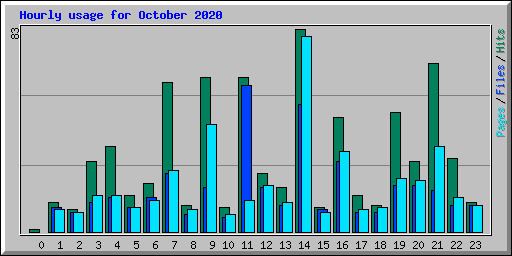 Hourly usage for October 2020
83
Pages/Files/Hits
0 1 2 3 4 5 6 7 8 9 10 11 12 13 14 15 16 17 18 19 20 21 22 23